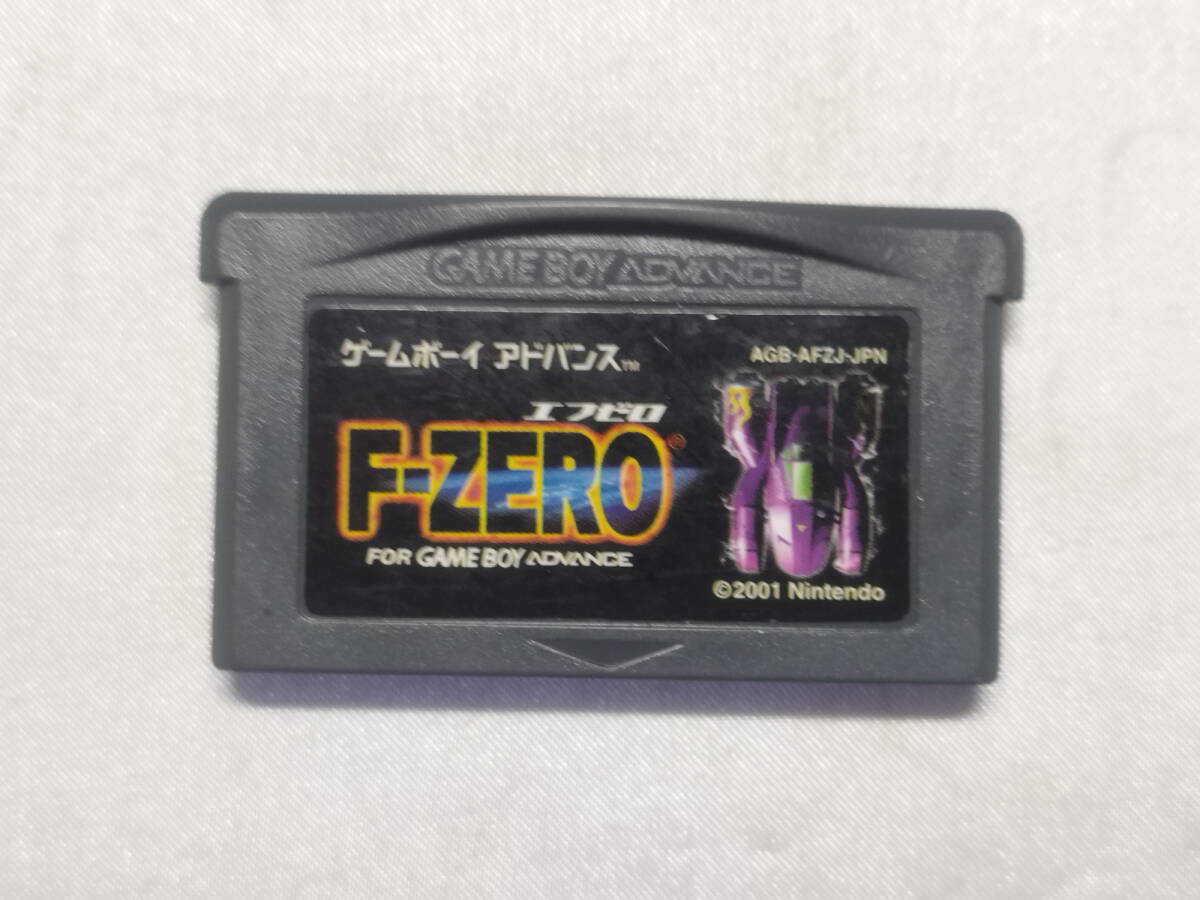 GAME BOY ADVANCE
ゲームボーイ アドバンス™
AGB-AFZJ-JPN
エフゼロ
F-ZERO®
FOR GAME BOY ADVANCE
33
©2001 Nintendo